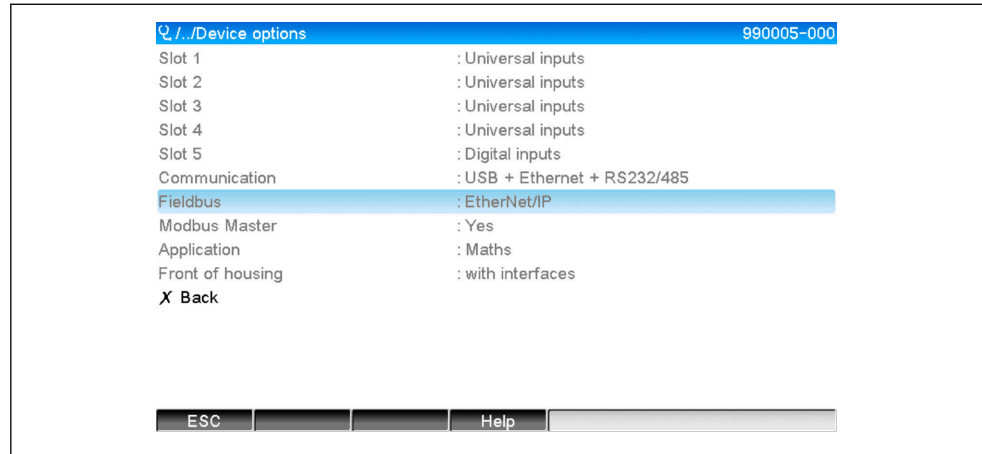 /../Device options 990005-000
Slot 1 : Universal inputs
Slot 2 : Universal inputs
Slot 3 : Universal inputs
Slot 4 : Universal inputs
Slot 5 : Digital inputs
Communication : USB + Ethernet + RS232/485
Fieldbus : EtherNet/IP
Modbus Master : Yes
Application : Maths
Front of housing : with interfaces
X Back
ESC Help